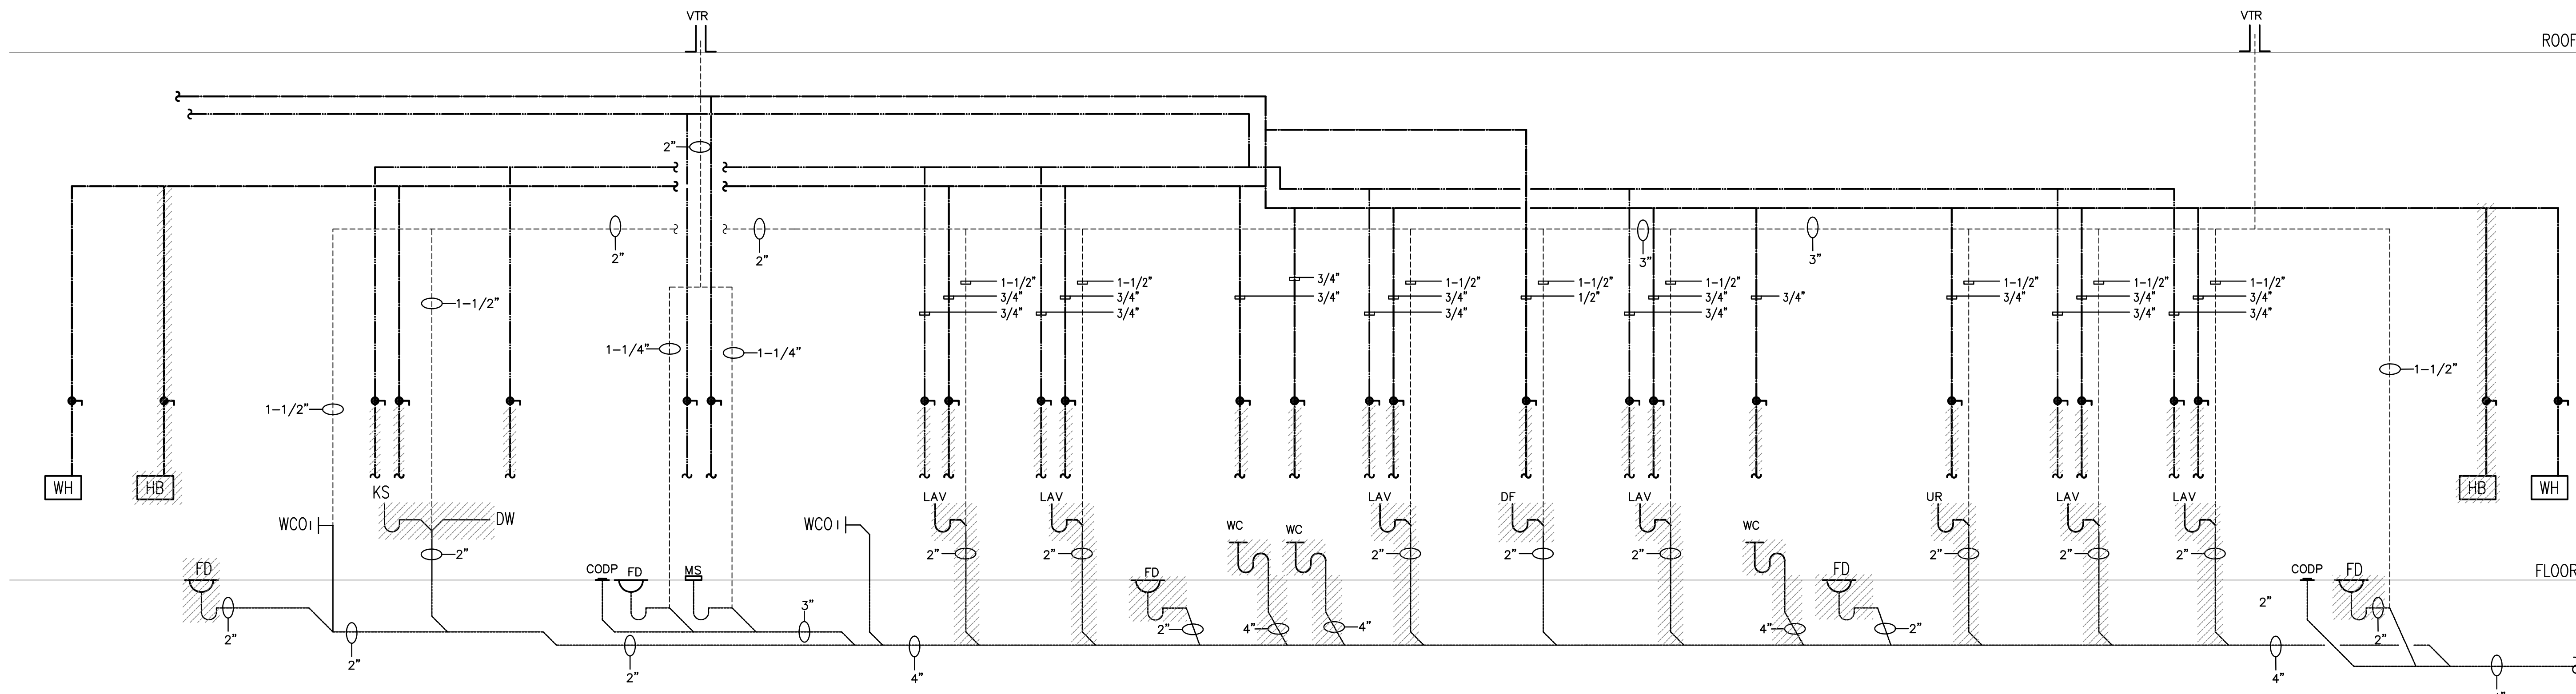 VTR
VTR
ROOF
2"
2"
2"
3"
3"
1-1/2"
3/4"
3/4"
1-1/2"
3/4"
3/4"
3/4"
3/4"
1-1/2"
3/4"
3/4"
1-1/2"
1/2"
1-1/2"
3/4"
3/4"
3/4"
1-1/2"
3/4"
1-1/2"
3/4"
3/4"
1-1/2"
3/4"
3/4"
1-1/2"
1-1/4"
1-1/4"
1-1/2"
1-1/2"
WH
HB
KS
LAV
LAV
LAV
DF
LAV
UR
LAV
LAV
HB
WH
WCO
DW
WCO
WC
WC
WC
2"
2"
2"
2"
2"
2"
2"
2"
2"
FD
CODP
FD
MS
FD
FD
CODP
FD
FLOOR
2"
2"
3"
2"
4"
2"
4"
4"
4"
2"
2"
2"
4"